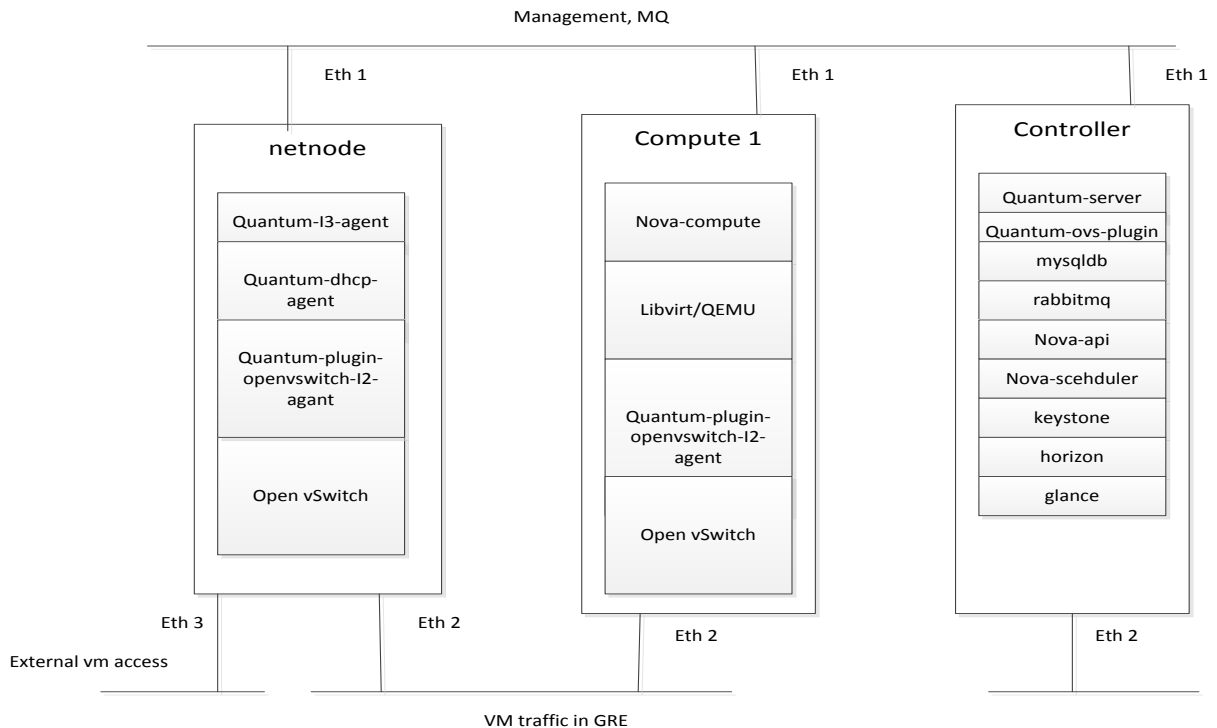 Management, MQ
Eth 1
Eth 1
Eth 1
netnode
Quantum-l3-agent
Quantum-dhcp-
agent
Quantum-plugin-
openvswitch-l2-
agant
Open vSwitch
Compute 1
Nova-compute
Libvirt/QEMU
Quantum-plugin-
openvswitch-l2-
agent
Open vSwitch
Controller
Quantum-server
Quantum-ovs-plugin
mysqldb
rabbitmq
Nova-api
Nova-scehduler
keystone
horizon
glance
Eth 3
Eth 2
Eth 2
Eth 2
External vm access
VM traffic in GRE